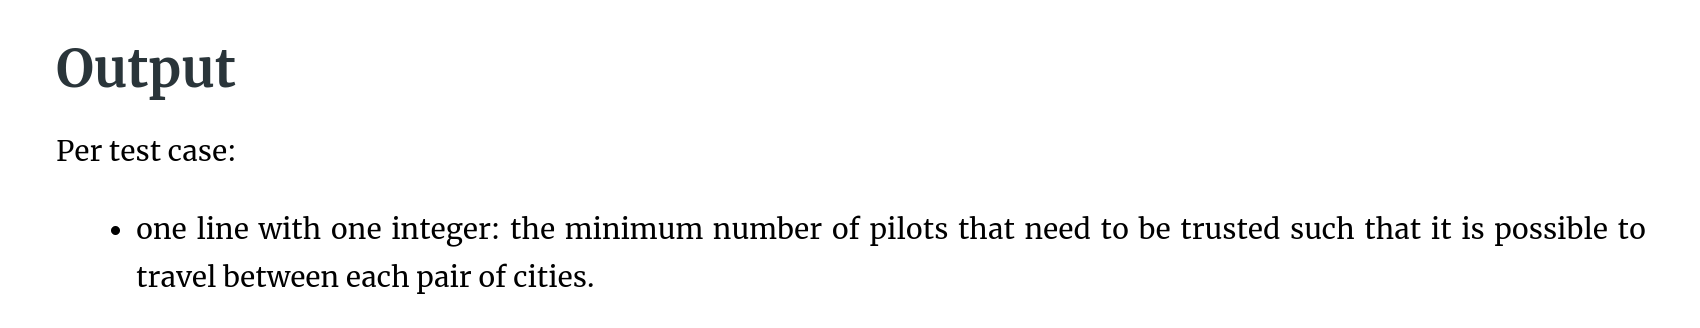 Output
Per test case:
• one line with one integer: the minimum number of pilots that need to be trusted such that it is possible to
travel between each pair of cities.